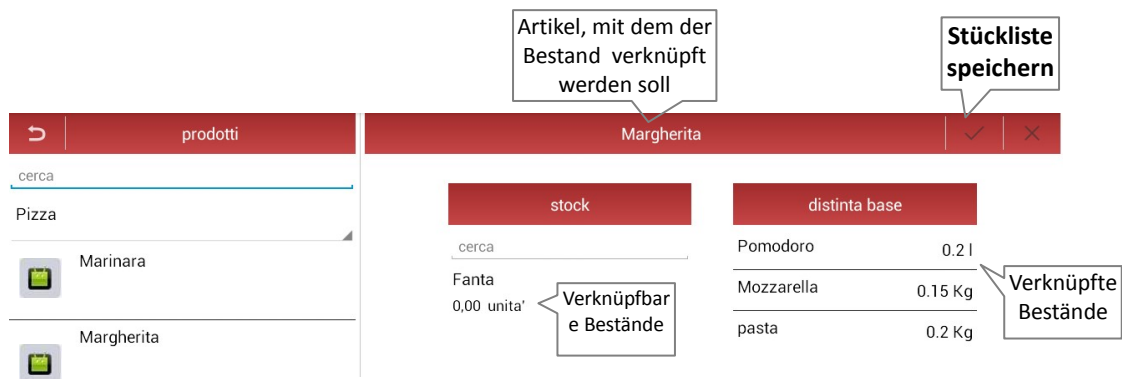 Artikel, mit dem der
Bestand verknüpft
werden soll
Stückliste
speichern
prodotti
Margherita
cerca
Pizza
Marinara
Margherita
stock
cerca
Fanta
0,00 unita'
Verknüpfbar
e Bestände
distinta base
Pomodoro 0.2 l
Mozzarella 0.15 Kg
pasta 0.2 Kg
Verknüpfte
Bestände